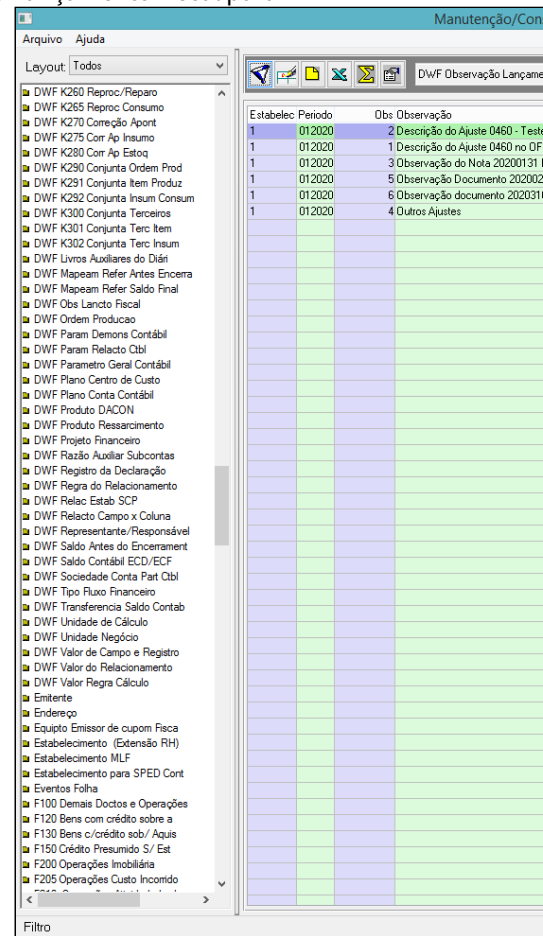 Manutenção/Con
Arquivo Ajuda
Layout Todos
DWF Observação Lançame
DWF K260 Reproc/Reparo
DWF K265 Reproc Consumo
DWF K270 Correção Apont
DWF K275 Corr Ap Insumo
DWF K280 Corr Ap Estoq
DWF K290 Conjunta Ordem Prod
DWF K291 Conjunta Item Produz
DWF K292 Conjunta Insum Consum
DWF K300 Conjunta Terceiros
DWF K301 Conjunta Terc Item
DWF K302 Conjunta Terc Insum
DWF Livros Auxiliares do Diári
DWF Mapeam Refer Antes Encerra
DWF Mapeam Refer Saldo Final
DWF Obs Lancto Fiscal
DWF Ordem Producao
DWF Param Demons Contábil
DWF Param Relacto Ctbl
DWF Parametro Geral Contábil
DWF Plano Centro de Custo
DWF Plano Conta Contábil
DWF Produto DACON
DWF Produto Ressarcimento
DWF Projeto Financeiro
DWF Razão Auxiliar Subcontas
DWF Registro da Declaração
DWF Regra do Relacionamento
DWF Relac Estab SCP
DWF Relacto Campo x Coluna
DWF Representante/Responsável
DWF Saldo Antes do Encerrament
DWF Saldo Contábil ECD/ECF
DWF Sociedade Conta Part Ctbl
DWF Tipo Fluxo Financeiro
DWF Transferencia Saldo Contab
DWF Unidade de Cálculo
DWF Unidade Negócio
DWF Valor de Campo e Registro
DWF Valor do Relacionamento
DWF Valor Regra Cálculo
Emitente
Endereço
Equipto Emissor de cupom Fisca
Estabelecimento (Extensão RH)
Estabelecimento MLF
Estabelecimento para SPED Cont
Eventos Folha
F100 Demais Doctos e Operações
F120 Bens com crédito sobre a
F130 Bens c/crédito sob/ Aquis
F150 Crédito Presumido S/ Est
F200 Operações Imobiliária
F205 Operações Custo Incorrido
Estabelec Periodo Obs Observação
1 012020 2 Descrição do Ajuste 0460 - Teste
1 012020 1 Descrição do Ajuste 0460 no OF
1 012020 3 Observação do Nota 20200131
1 012020 5 Observação Documento 202002
1 012020 6 Observação documento 2020310
1 012020 4 Outros Ajustes
Filtro